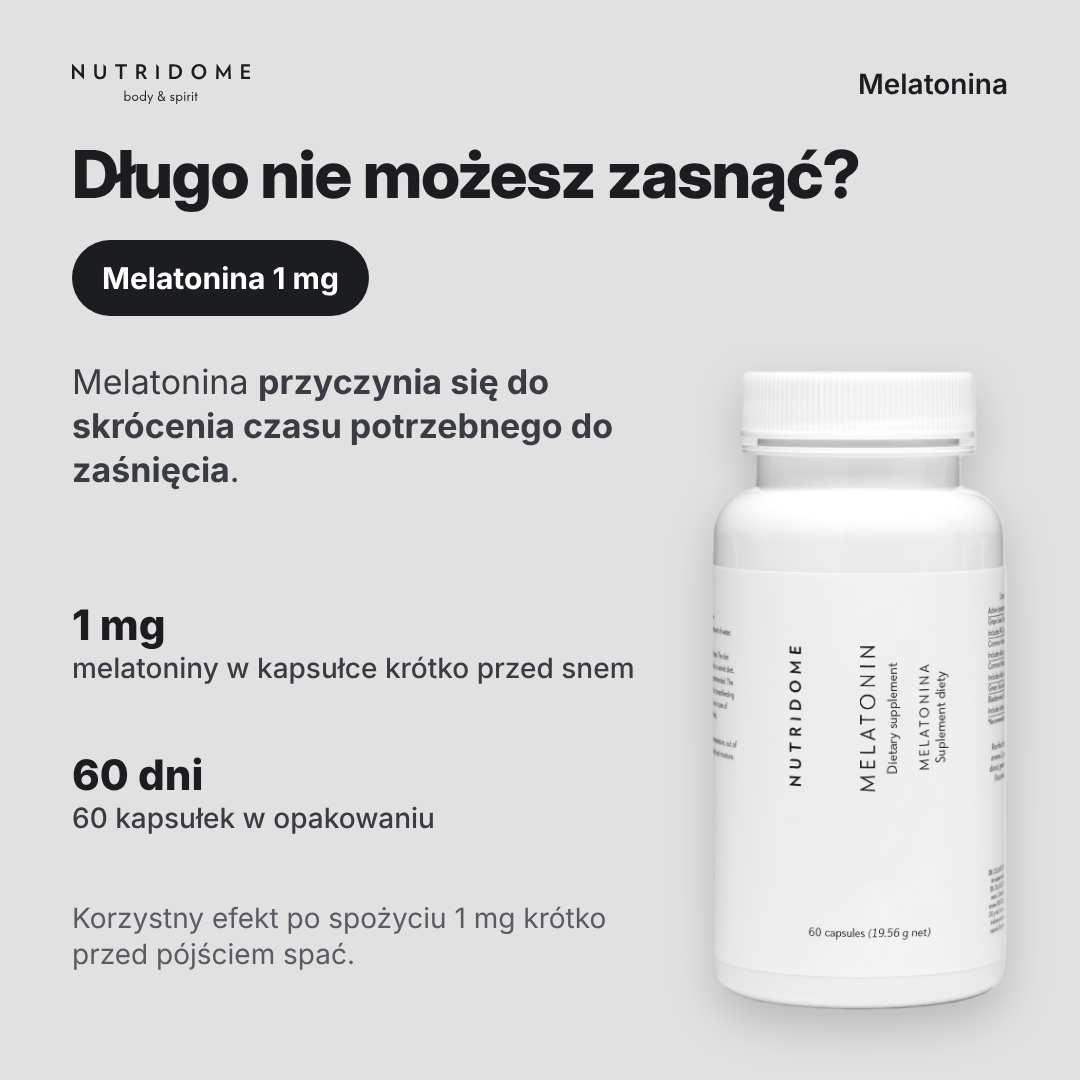 NUTRIDOME
body & spirit
Melatonina
Długo nie możesz zasnąć?
Melatonina 1 mg
Melatonina przyczynia się do
skrócenia czasu potrzebnego do
zaśnięcia.
1 mg
melatoniny w kapsułce krótko przed snem
60 dni
60 kapsułek w opakowaniu
Korzystny efekt po spożyciu 1 mg krótko
przed pójściem spać.
NUTRIDOME
MELATONIN
Dietary supplement
MELATONINA
Suplement diety
60 capsules (19.56 g net)